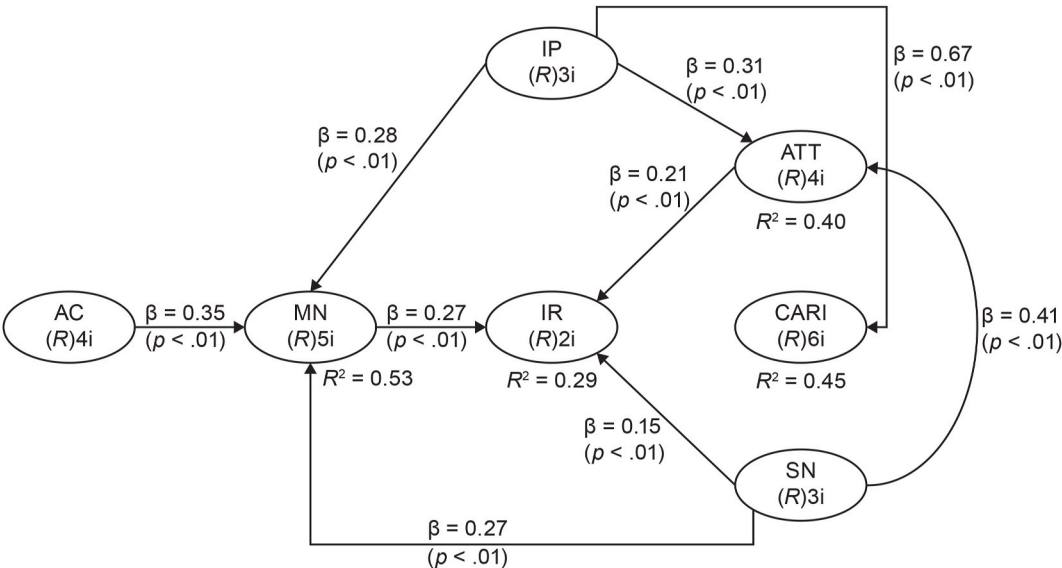 IP
(R)3i
β = 0.67
(p < .01)
β = 0.31
(p < .01)
β = 0.28
(p < .01)
ATT
(R)4i
β = 0.21
(p < .01)
R² = 0.40
AC
(R)4i
β = 0.35
(p < .01)
MN
(R)5i
β = 0.27
(p < .01)
IR
(R)2i
CARI
(R)6i
β = 0.41
(p < .01)
R² = 0.53
R² = 0.29
R² = 0.45
β = 0.15
(p < .01)
SN
(R)3i
β = 0.27
(p < .01)